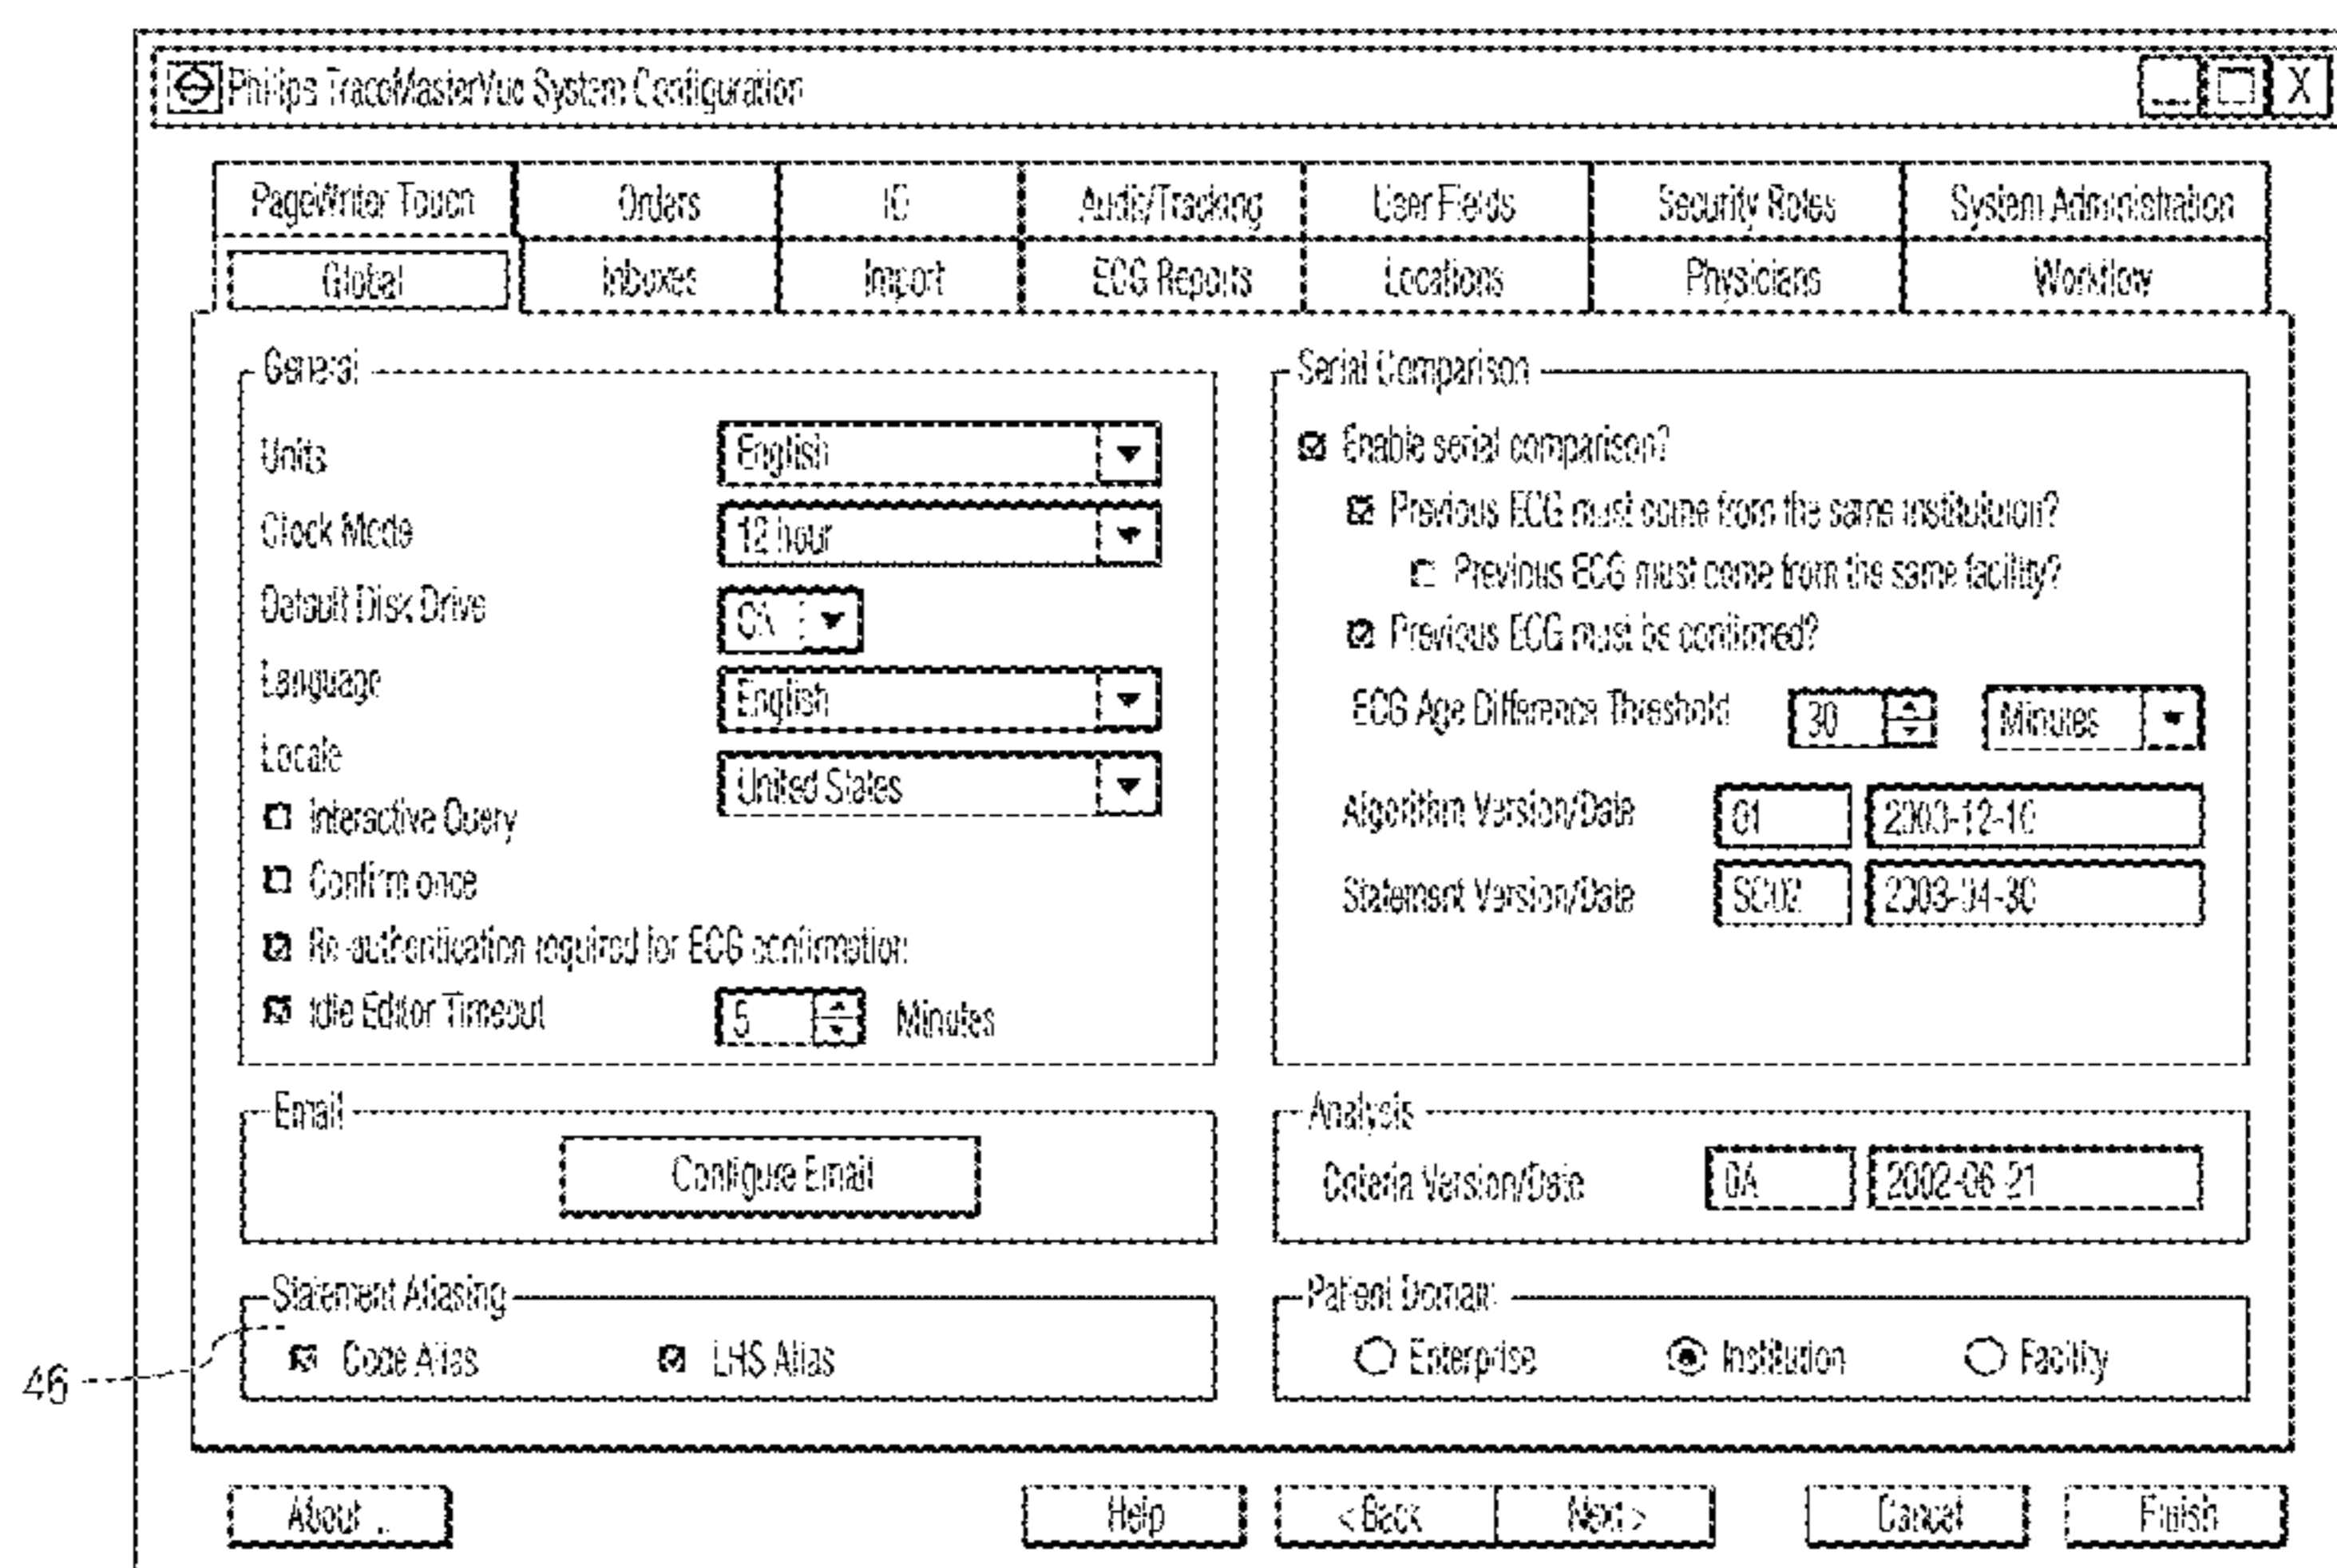 Philips TraceMasterVue System Configuration X
PageWriter Touch Orders Audit/Tracking User Fields Security Roles System Administration
Global Inboxes Import ECG Reports Locations Physicians Workflow
General
Units English
Clock Mode 12 hour
Default Disk Drive
Language English
Locale United States
Interactive Query
Confirm once
Re-authentication required for ECG confirmation
Idle Editor Timeout 5 Minutes
Serial Comparison
Enable serial comparison?
Previous ECG must come from the same institution?
Previous ECG must come from the same facility?
Previous ECG must be confirmed?
ECG Age Difference Threshold 30 Minutes
Algorithm Version/Date 2003-12-10
Statement Version/Date SC02 2003-04-30
Email
Configure Email
Analysis
Criteria Version/Date 0A 2002-06-21
Statement Aliasing
Code Alias LHS Alias
46
Patient Domain
Enterprise Institution Facility
About... Help < Back Next > Cancel Finish